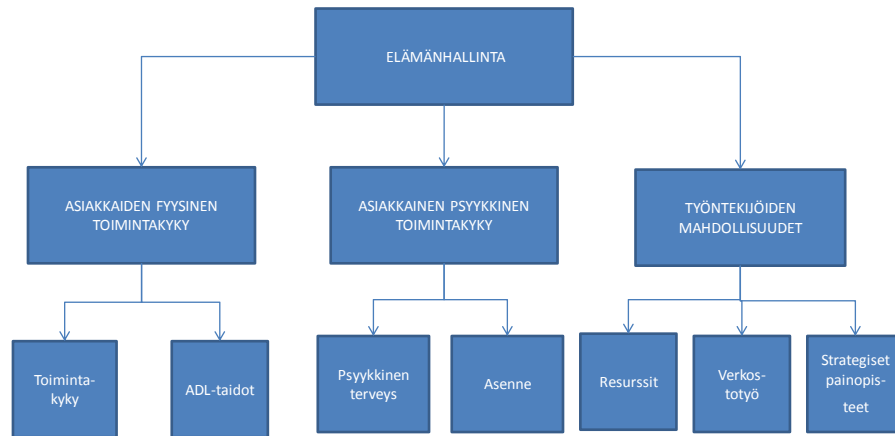 ELÄMÄNHALLINTA
ASIAKKAIDEN FYYSINEN
TOIMINTAKYKY
ASIAKKAINEN PSYYKKINEN
TOIMINTAKYKY
TYÖNTEKIJÖIDEN
MAHDOLLISUUDET
Toiminta-
kyky
ADL-taidot
Psyykkinen
terveys
Asenne
Resurssit
Verkos-
totyö
Strategiset
painopis-
teet